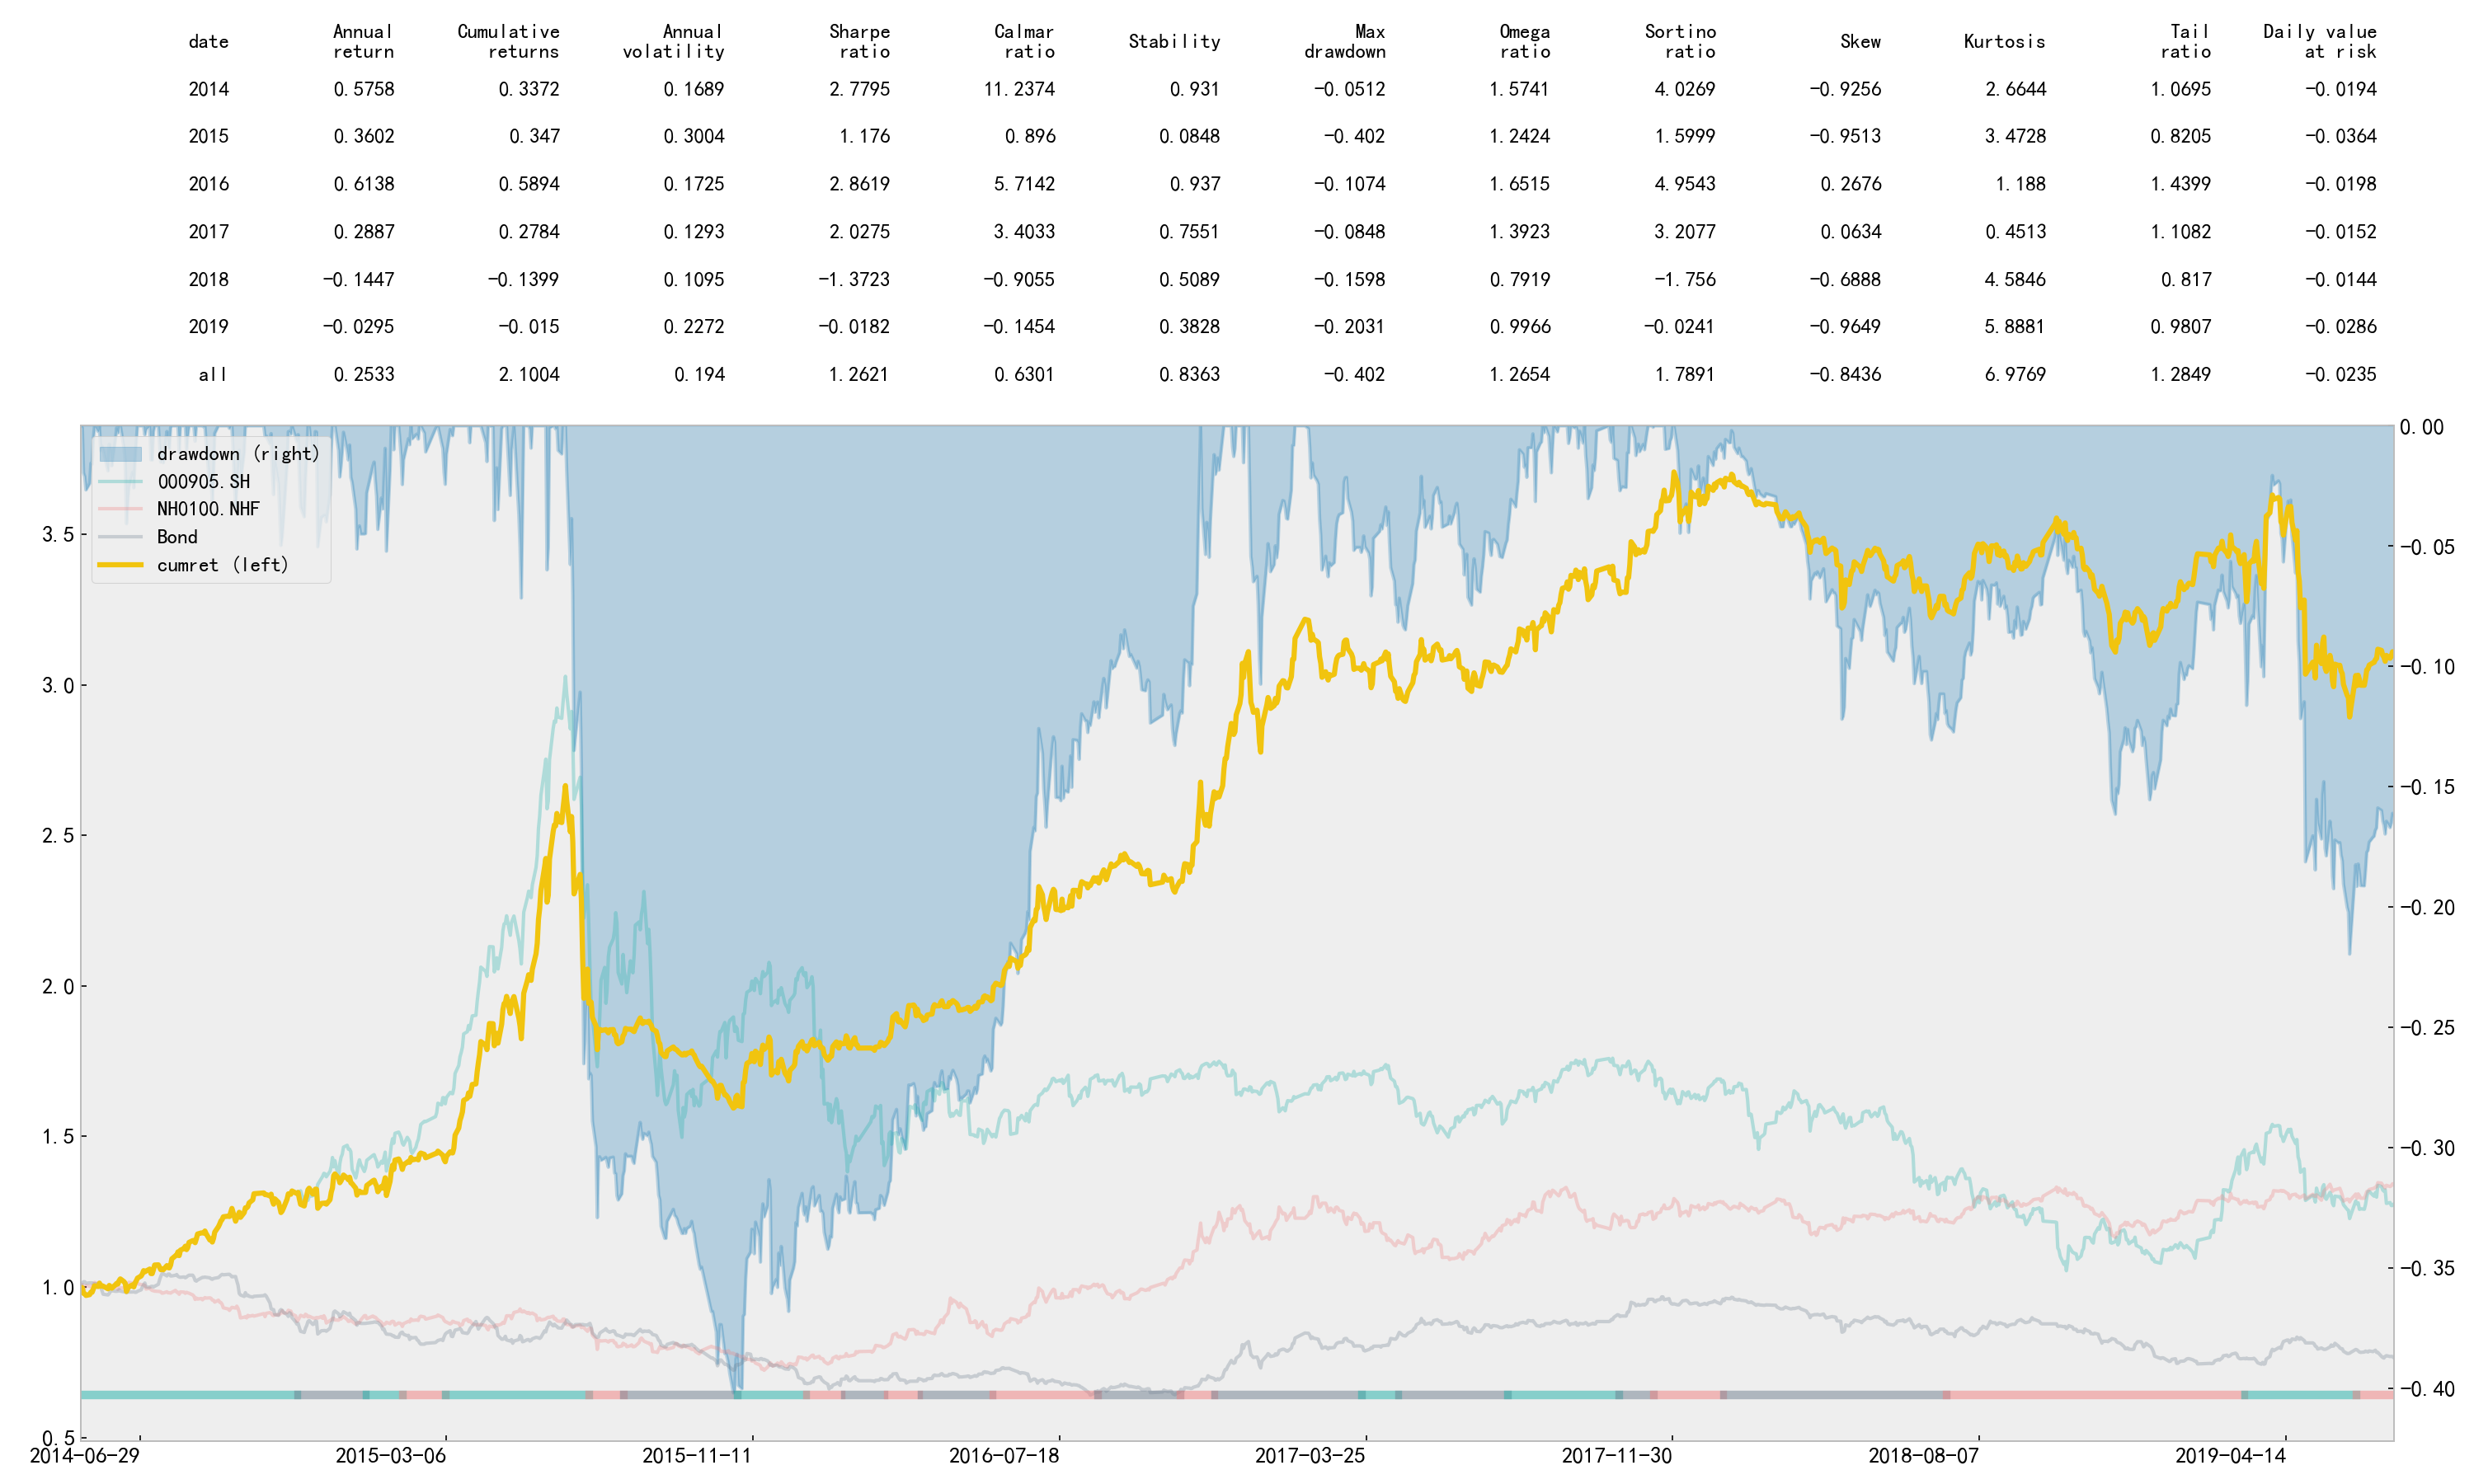 date Annual return Cumulative returns Annual volatility Sharpe ratio Calmar ratio Stability Max drawdown Omega ratio Sortino ratio Skew Kurtosis Tail ratio Daily value at risk
2014 0.5758 0.3372 0.1689 2.7795 11.2374 0.931 -0.0512 1.5741 4.0269 -0.9256 2.6644 1.0695 -0.0194
2015 0.3602 0.347 0.3004 1.176 0.896 0.0848 -0.402 1.2424 1.5999 -0.9513 3.4728 0.8205 -0.0364
2016 0.6138 0.5894 0.1725 2.8619 5.7142 0.937 -0.1074 1.6515 4.9543 0.2676 1.188 1.4399 -0.0198
2017 0.2887 0.2784 0.1293 2.0275 3.4033 0.7551 -0.0848 1.3923 3.2077 0.0634 0.4513 1.1082 -0.0152
2018 -0.1447 -0.1399 0.1095 -1.3723 -0.9055 0.5089 -0.1598 0.7919 -1.756 -0.6888 4.5846 0.817 -0.0144
2019 -0.0295 -0.015 0.2272 -0.0182 -0.1454 0.3828 -0.2031 0.9966 -0.0241 -0.9649 5.8881 0.9807 -0.0286
all 0.2533 2.1004 0.194 1.2621 0.6301 0.8363 -0.402 1.2654 1.7891 -0.8436 6.9769 1.2849 -0.0235
drawdown (right)
000905.SH
NH0100.NHF
Bond
cumret (left)
3.5
3.0
2.5
2.0
1.5
1.0
0.5
0.00
-0.05
-0.10
-0.15
-0.20
-0.25
-0.30
-0.35
-0.40
2014-06-29 2015-03-06 2015-11-11 2016-07-18 2017-03-25 2017-11-30 2018-08-07 2019-04-14